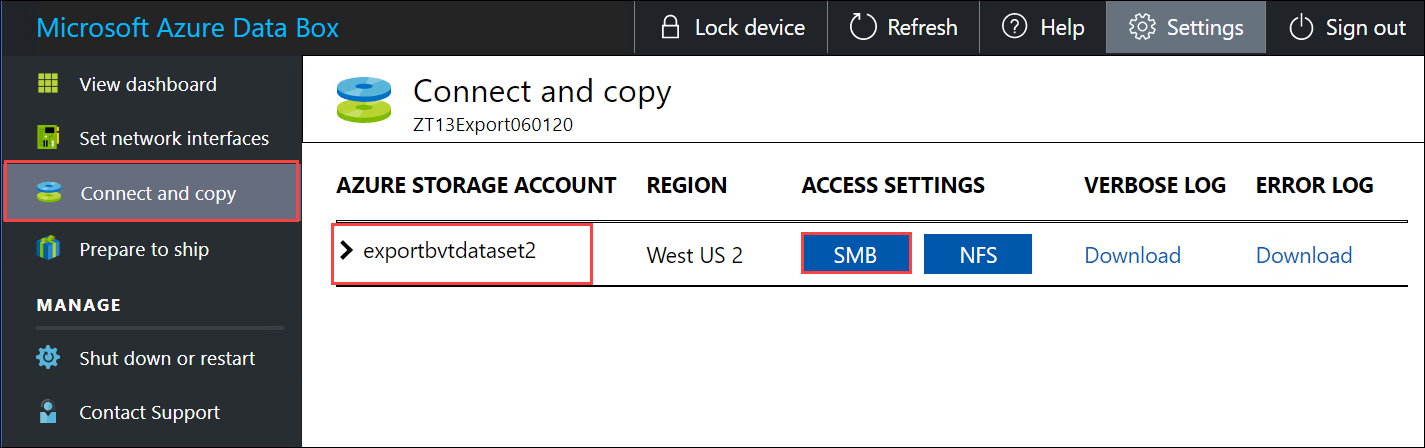 Microsoft Azure Data Box
Lock device
Refresh
Help
Settings
Sign out
View dashboard
Set network interfaces
Connect and copy
Prepare to ship
MANAGE
Shut down or restart
Contact Support
Connect and copy
ZT13Export060120
AZURE STORAGE ACCOUNT REGION ACCESS SETTINGS VERBOSE LOG ERROR LOG
exportbvtdataset2 West US 2 SMB NFS Download Download